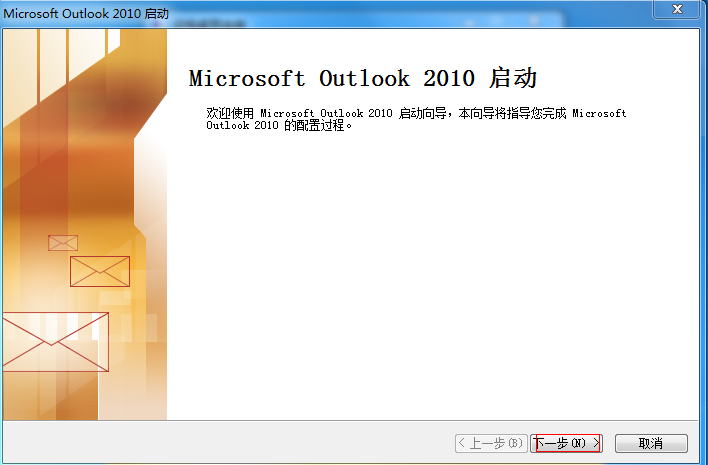 Microsoft Outlook 2010 启动
Microsoft Outlook 2010 启动
欢迎使用 Microsoft Outlook 2010 启动向导，本向导将指导您完成 Microsoft
Outlook 2010 的配置过程。
< 上一步(B) 下一步(N) > 取消